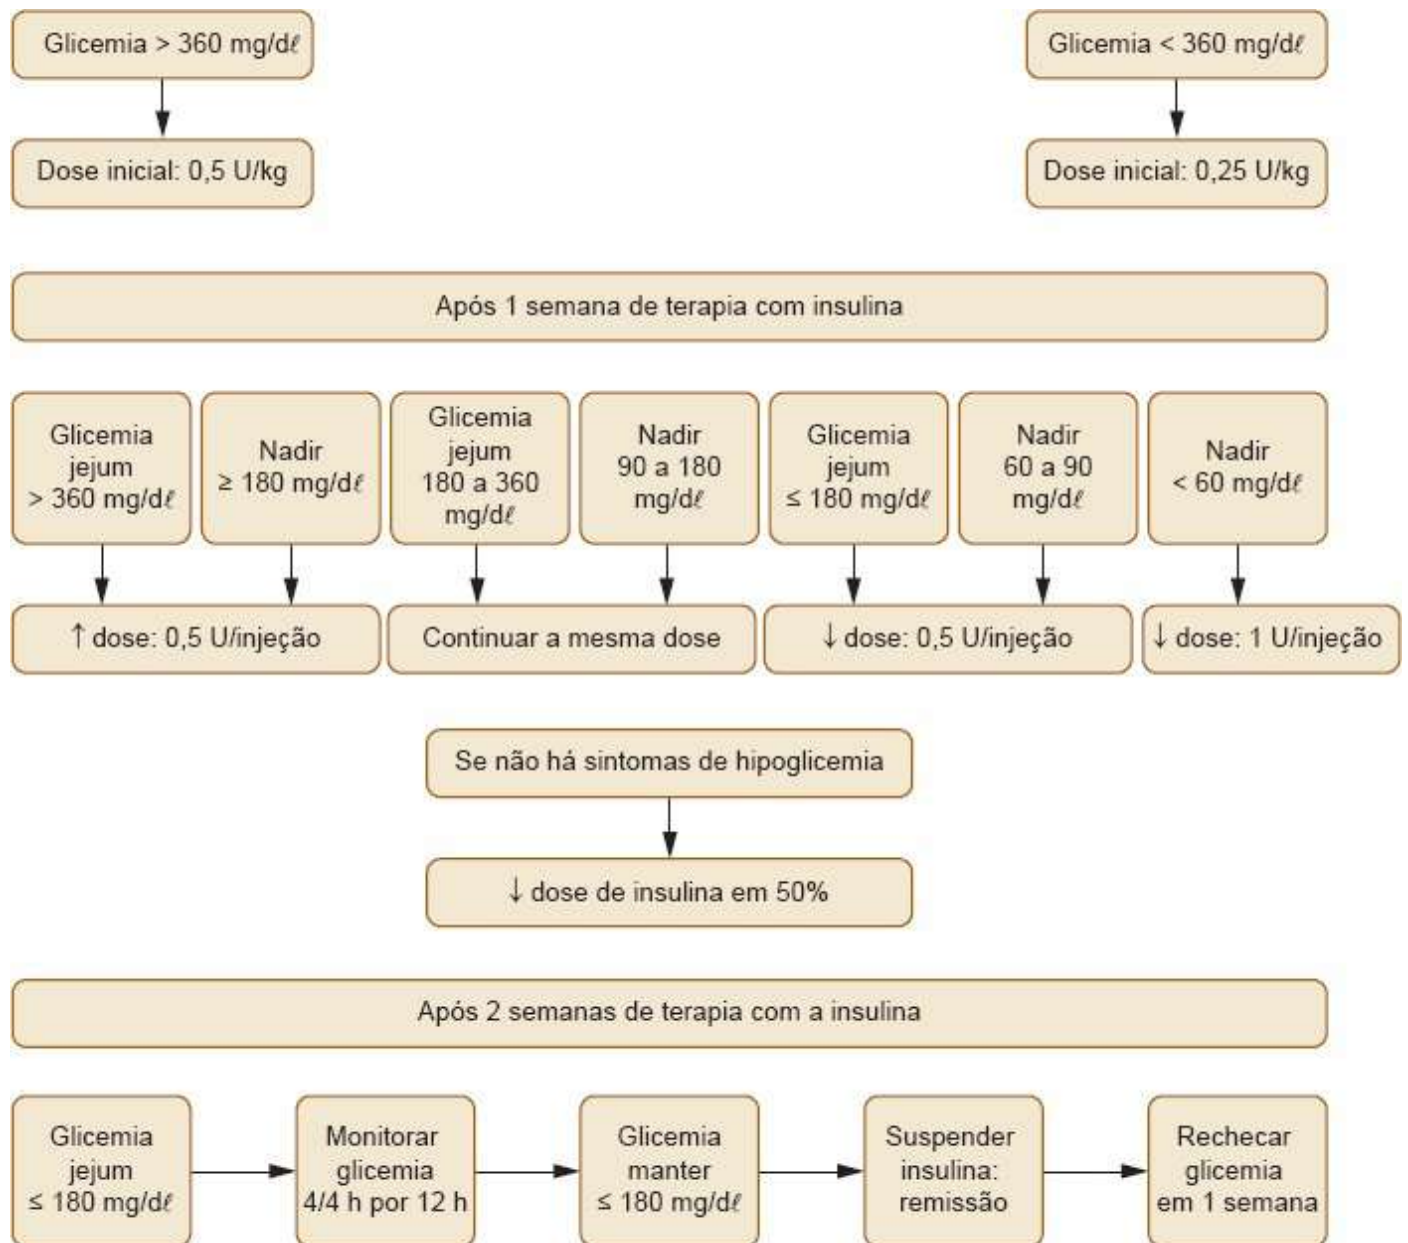 Glicemia > 360 mg/dℓ
Glicemia < 360 mg/dℓ
Dose inicial: 0,5 U/kg
Dose inicial: 0,25 U/kg
Após 1 semana de terapia com insulina
Glicemia
jejum
> 360 mg/dℓ
Nadir
≥ 180 mg/dℓ
Glicemia
jejum
180 a 360
mg/dℓ
Nadir
90 a 180
mg/dℓ
Glicemia
jejum
≤ 180 mg/dℓ
Nadir
60 a 90
mg/dℓ
Nadir
< 60 mg/dℓ
↑ dose: 0,5 U/injeção
Continuar a mesma dose
↓ dose: 0,5 U/injeção
↓ dose: 1 U/injeção
Se não há sintomas de hipoglicemia
↓ dose de insulina em 50%
Após 2 semanas de terapia com a insulina
Glicemia
jejum
≤ 180 mg/dℓ
Monitorar
glicemia
4/4 h por 12 h
Glicemia
manter
≤ 180 mg/dℓ
Suspender
insulina:
remissão
Rechecar
glicemia
em 1 semana